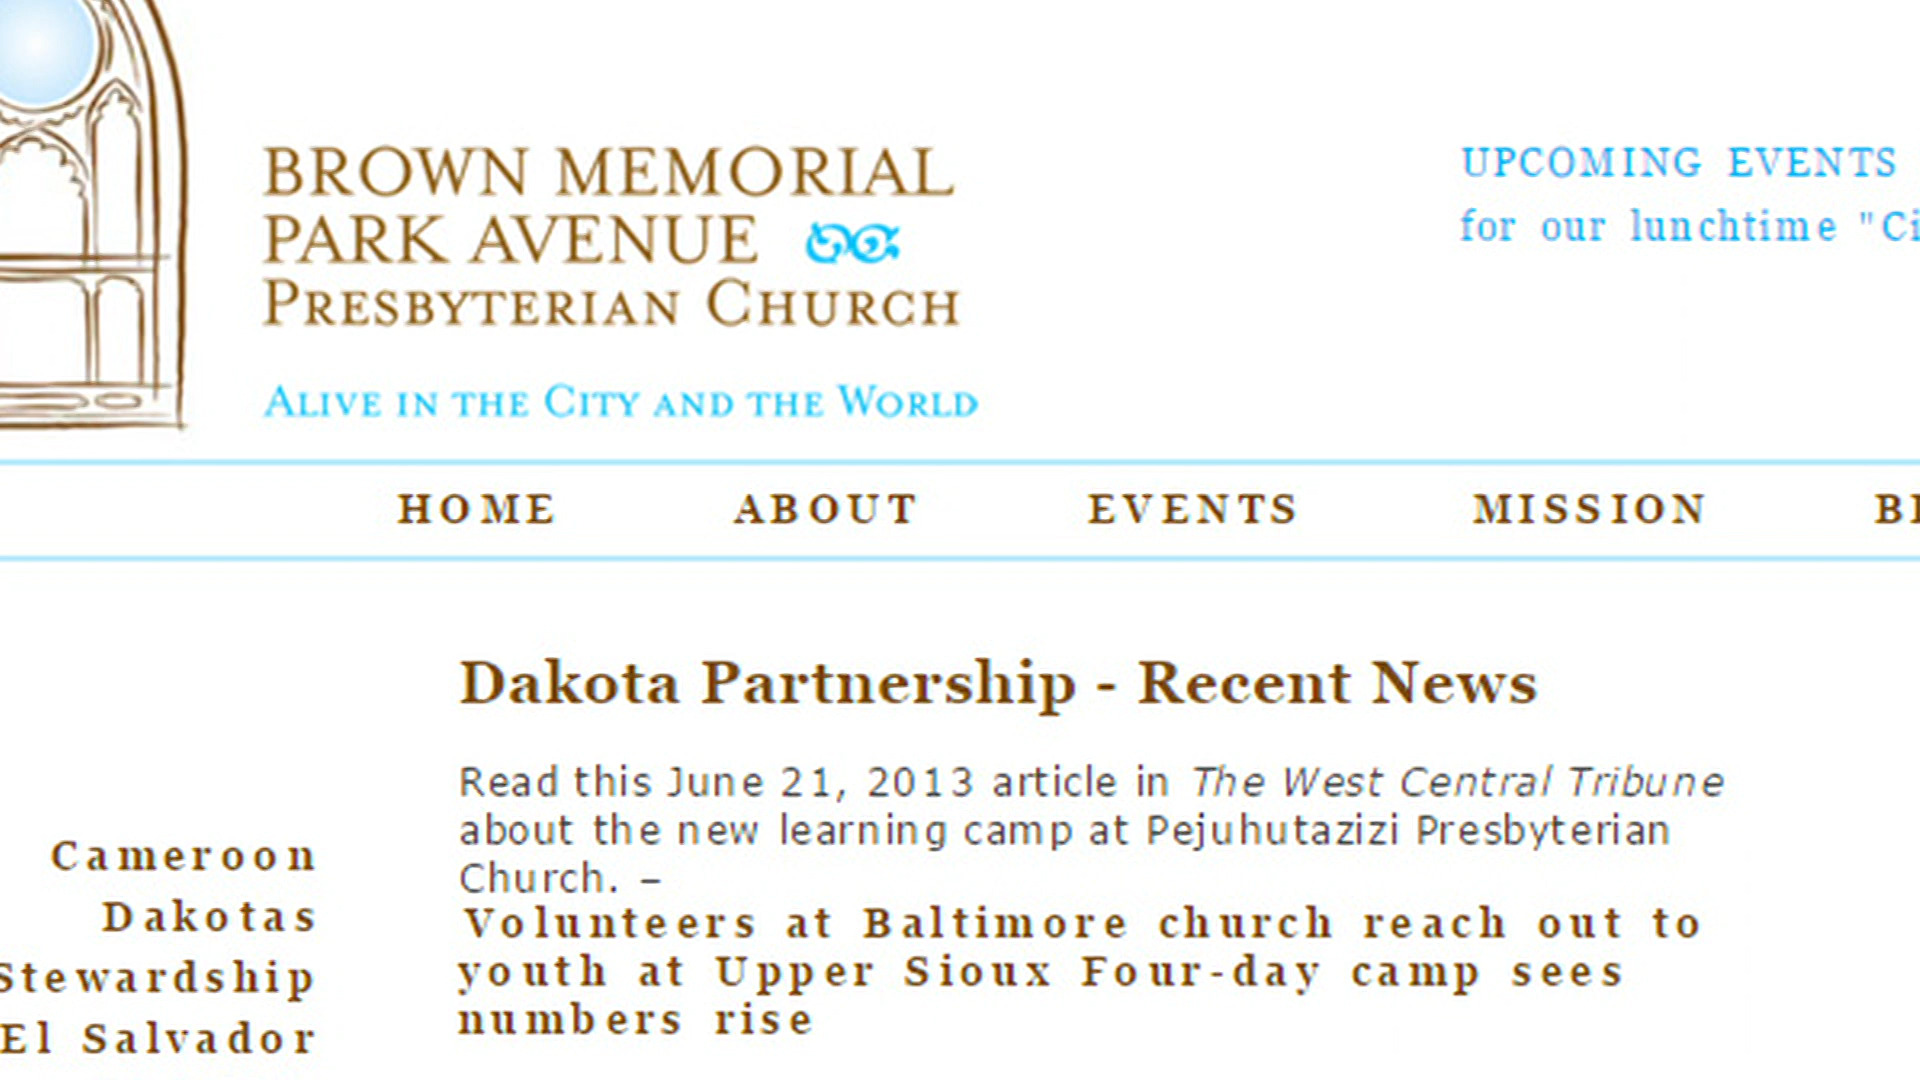 BROWN MEMORIAL
PARK AVENUE
PRESBYTERIAN CHURCH
ALIVE IN THE CITY AND THE WORLD
UPCOMING EVENTS
for our lunchtime "Ci
HOME ABOUT EVENTS MISSION
Dakota Partnership - Recent News
Read this June 21, 2013 article in The West Central Tribune
about the new learning camp at Pejuhutazizi Presbyterian
Church. –
Volunteers at Baltimore church reach out to
youth at Upper Sioux Four-day camp sees
numbers rise
Cameroon
Dakotas
Stewardship
El Salvador